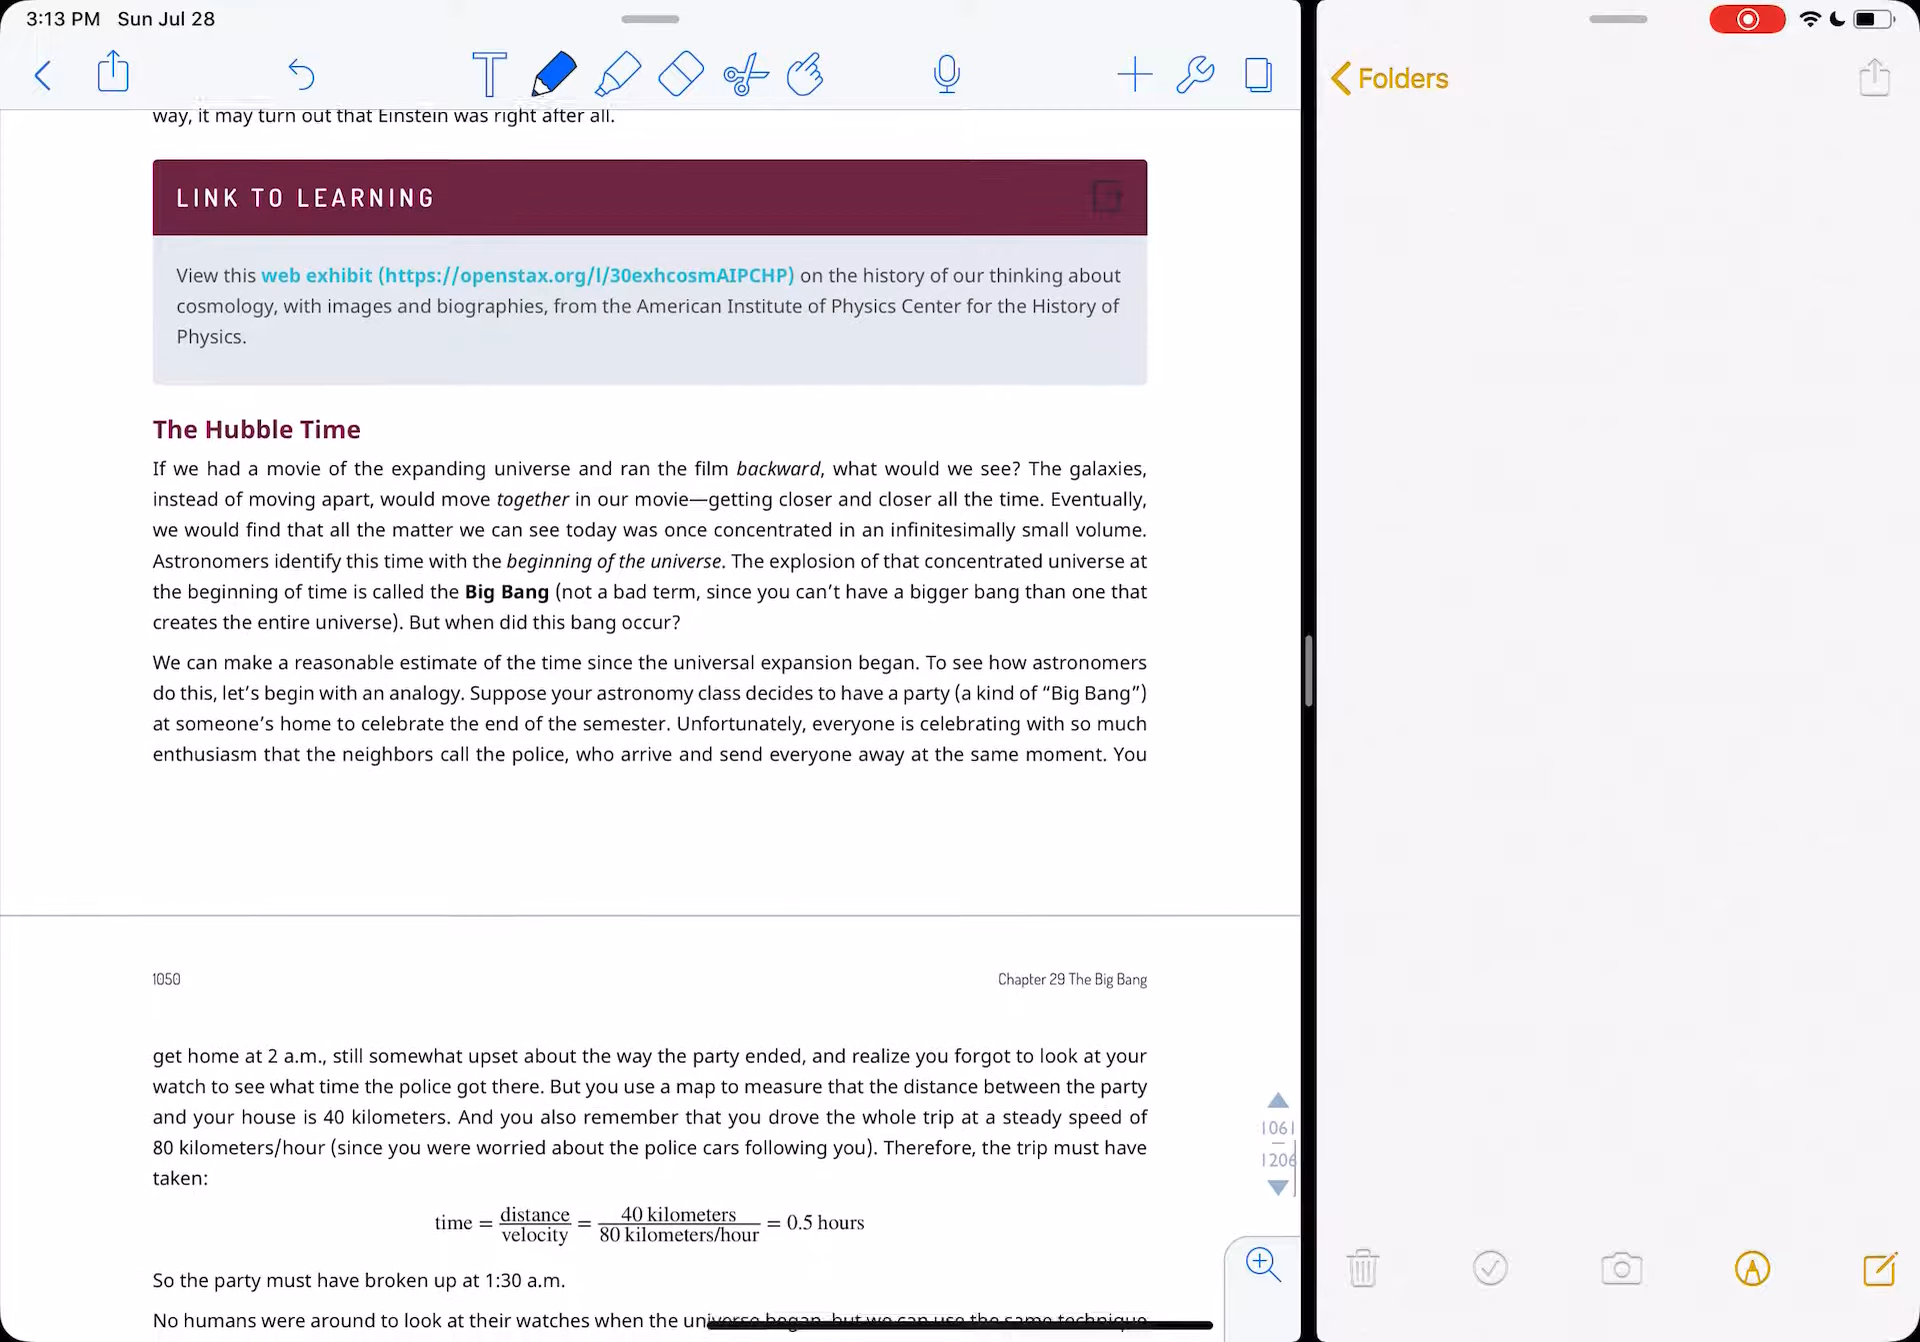 3:13 PM Sun Jul 28
Folders
way, it may turn out that Einstein was right after all.
LINK TO LEARNING
View this web exhibit (https://openstax.org/l/30exhcosmAIPCHP) on the history of our thinking about
cosmology, with images and biographies, from the American Institute of Physics Center for the History of
Physics.
The Hubble Time
If we had a movie of the expanding universe and ran the film backward, what would we see? The galaxies,
instead of moving apart, would move together in our movie—getting closer and closer all the time. Eventually,
we would find that all the matter we can see today was once concentrated in an infinitesimally small volume.
Astronomers identify this time with the beginning of the universe. The explosion of that concentrated universe at
the beginning of time is called the Big Bang (not a bad term, since you can’t have a bigger bang than one that
creates the entire universe). But when did this bang occur?
We can make a reasonable estimate of the time since the universal expansion began. To see how astronomers
do this, let’s begin with an analogy. Suppose your astronomy class decides to have a party (a kind of “Big Bang”)
at someone’s home to celebrate the end of the semester. Unfortunately, everyone is celebrating with so much
enthusiasm that the neighbors call the police, who arrive and send everyone away at the same moment. You
1050 Chapter 29 The Big Bang
get home at 2 a.m., still somewhat upset about the way the party ended, and realize you forgot to look at your
watch to see what time the police got there. But you use a map to measure that the distance between the party
and your house is 40 kilometers. And you also remember that you drove the whole trip at a steady speed of
80 kilometers/hour (since you were worried about the police cars following you). Therefore, the trip must have
taken:
time = distance / velocity = 40 kilometers / 80 kilometers/hour = 0.5 hours
So the party must have broken up at 1:30 a.m.
No humans were around to look at their watches when the universe began, but we can use the same technique
1061
1206